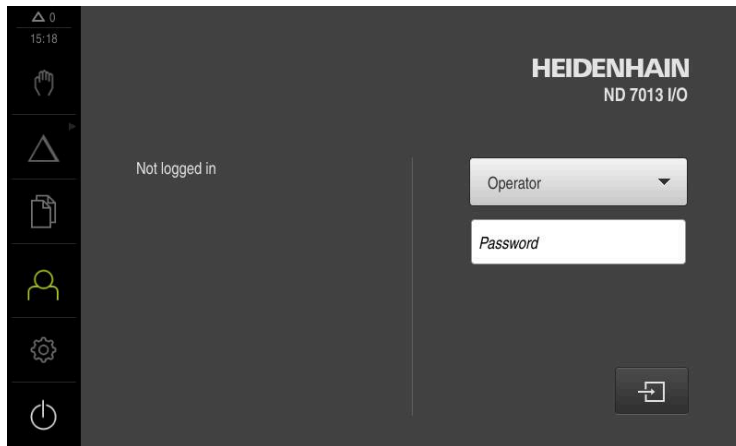 0
15:18
HEIDENHAIN
ND 7013 I/O
Not logged in
Operator
Password